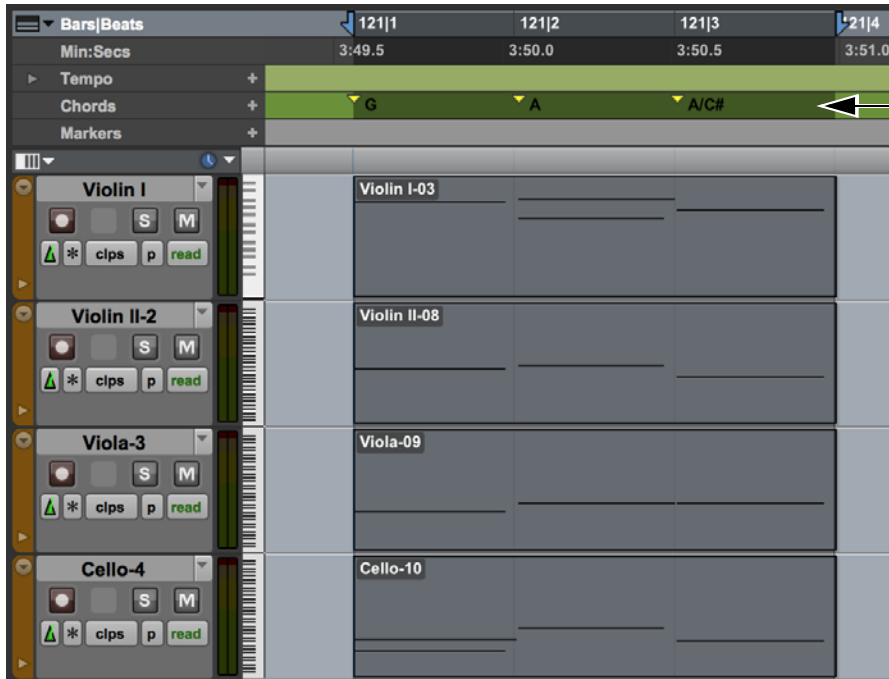 Bars|Beats 121|1 121|2 121|3 121|4
Min:Secs 3:49.5 3:50.0 3:50.5 3:51.0
Tempo +
Chords + G A A/C#
Markers +
Violin I Violin I-03
S M
* clps p read
Violin II-2 Violin II-08
S M
* clps p read
Viola-3 Viola-09
S M
* clps p read
Cello-4 Cello-10
S M
* clps p read